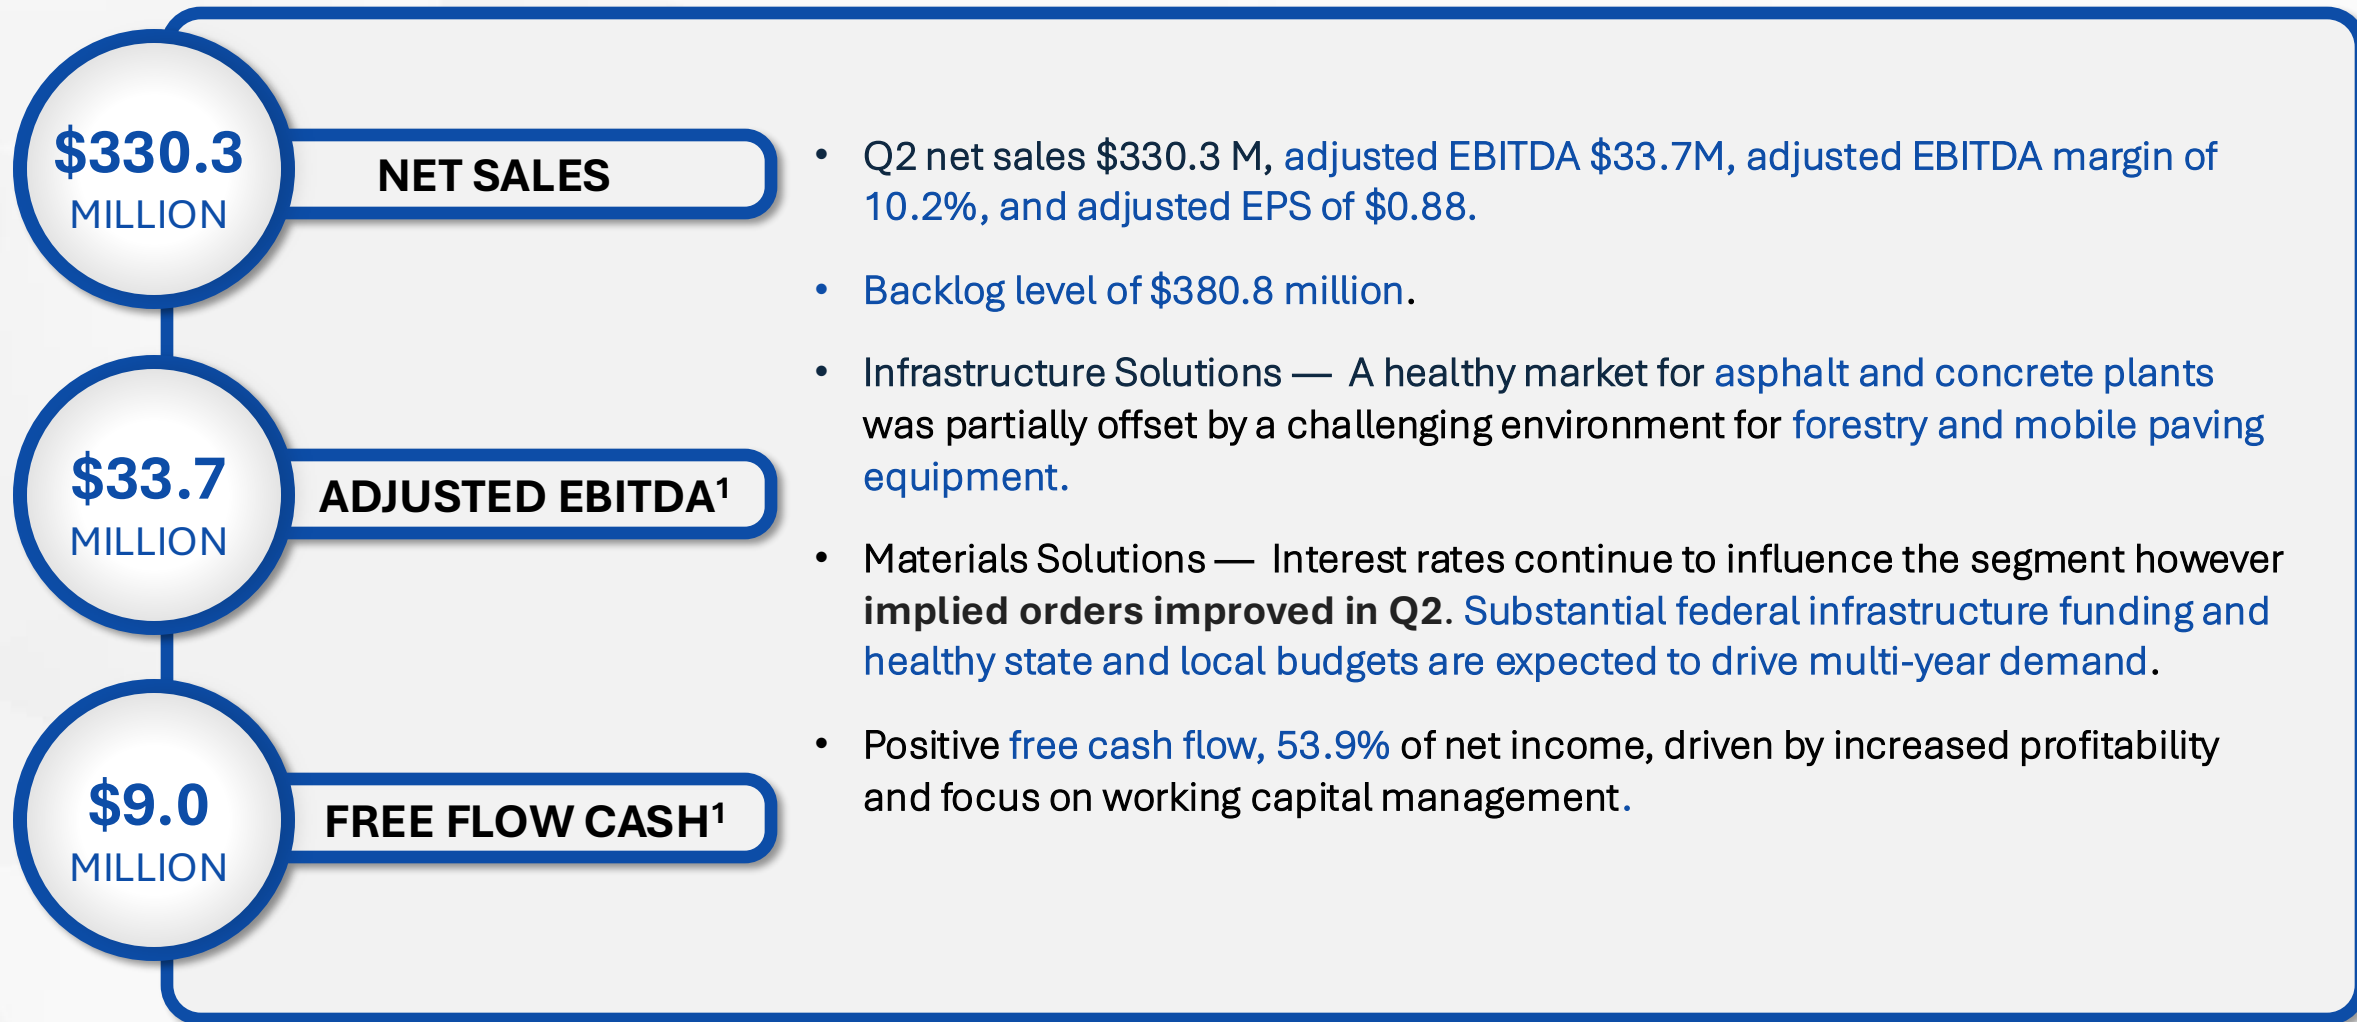 $330.3
MILLION
NET SALES
$33.7
MILLION
ADJUSTED EBITDA¹
$9.0
MILLION
FREE FLOW CASH¹
• Q2 net sales $330.3 M, adjusted EBITDA $33.7M, adjusted EBITDA margin of
10.2%, and adjusted EPS of $0.88.
• Backlog level of $380.8 million.
• Infrastructure Solutions — A healthy market for asphalt and concrete plants
was partially offset by a challenging environment for forestry and mobile paving
equipment.
• Materials Solutions — Interest rates continue to influence the segment however
implied orders improved in Q2. Substantial federal infrastructure funding and
healthy state and local budgets are expected to drive multi-year demand.
• Positive free cash flow, 53.9% of net income, driven by increased profitability
and focus on working capital management.